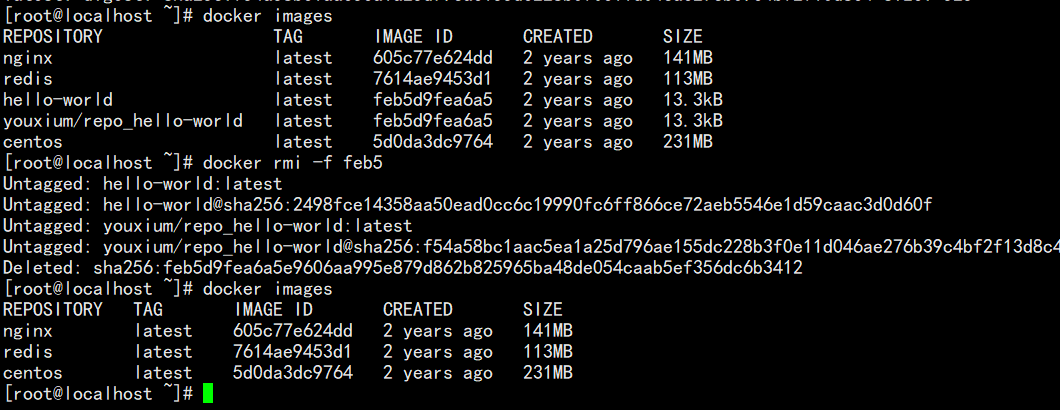 [root@localhost ~]# docker images
REPOSITORY TAG IMAGE ID CREATED SIZE
nginx latest 605c77e624dd 2 years ago 141MB
redis latest 7614ae9453d1 2 years ago 113MB
hello-world latest feb5d9fea6a5 2 years ago 13.3kB
youxium/repo_hello-world latest feb5d9fea6a5 2 years ago 13.3kB
centos latest 5d0da3dc9764 2 years ago 231MB
[root@localhost ~]# docker rmi -f feb5
Untagged: hello-world:latest
Untagged: hello-world@sha256:2498fce14358aa50ead0cc6c19990fc6ff866ce72aeb5546e1d59caac3d0d60f
Untagged: youxium/repo_hello-world:latest
Untagged: youxium/repo_hello-world@sha256:f54a58bc1aac5ea1a25d796ae155dc228b3f0e11d046ae276b39c4bf2f13d8c4
Deleted: sha256:feb5d9fea6a5e9606aa995e879d862b825965ba48de054caab5ef356dc6b3412
[root@localhost ~]# docker images
REPOSITORY TAG IMAGE ID CREATED SIZE
nginx latest 605c77e624dd 2 years ago 141MB
redis latest 7614ae9453d1 2 years ago 113MB
centos latest 5d0da3dc9764 2 years ago 231MB
[root@localhost ~]#